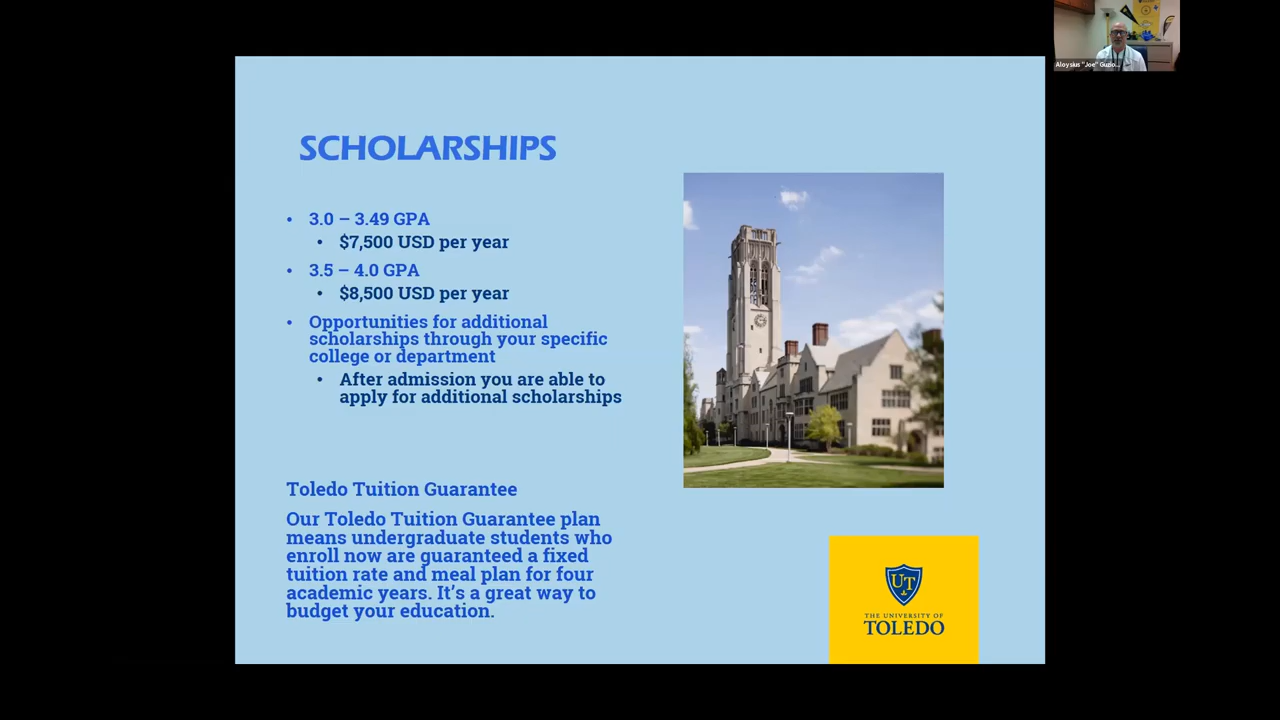 Aloysius "Joe" Guzio...
SCHOLARSHIPS
• 3.0 – 3.49 GPA
• $7,500 USD per year
• 3.5 – 4.0 GPA
• $8,500 USD per year
• Opportunities for additional
scholarships through your specific
college or department
• After admission you are able to
apply for additional scholarships
Toledo Tuition Guarantee
Our Toledo Tuition Guarantee plan
means undergraduate students who
enroll now are guaranteed a fixed
tuition rate and meal plan for four
academic years. It’s a great way to
budget your education.
UT
THE UNIVERSITY OF
TOLEDO